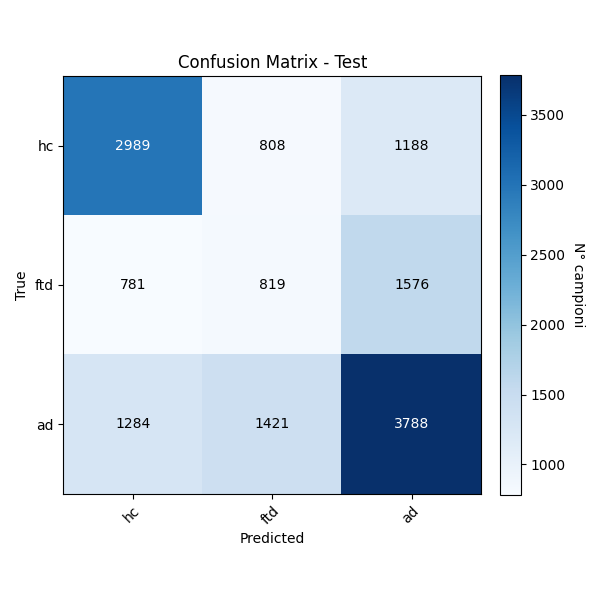 Confusion Matrix - Test
hc 2989 808 1188
ftd 781 819 1576
ad 1284 1421 3788
hc ftd ad
Predicted
True
3500
3000
2500
2000
1500
1000
N° campioni